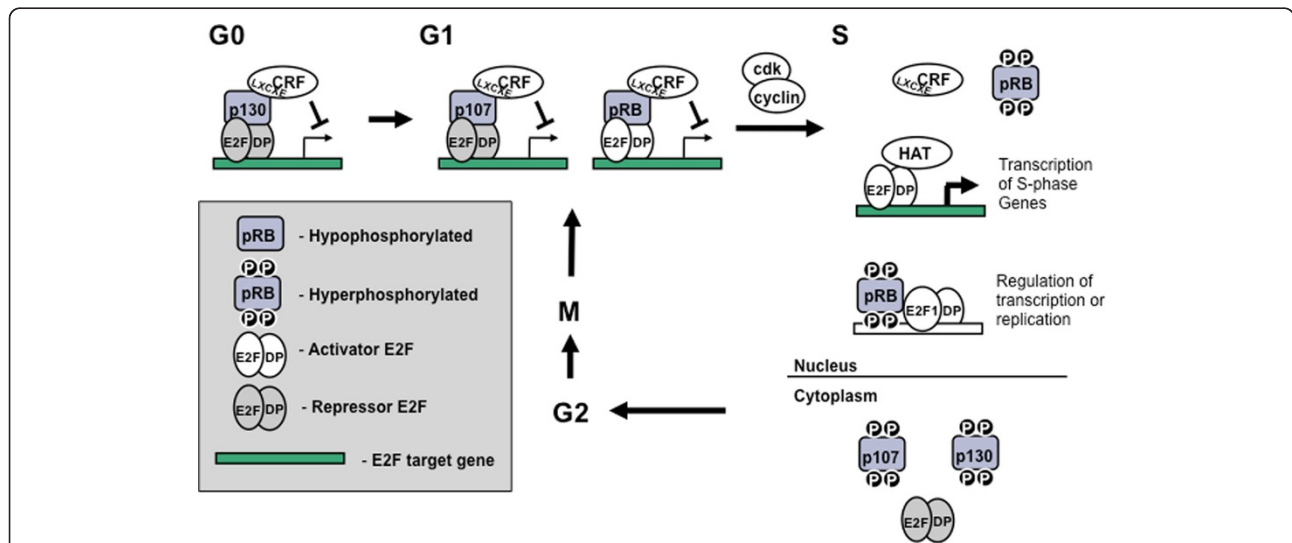 G0
G1
S
CRF
LXCXE
p130
E2F
DP
CRF
LXCXE
p107
E2F
DP
CRF
LXCXE
pRB
E2F
DP
cdk
cyclin
CRF
LXCXE
P P
pRB
P P
HAT
E2F
DP
Transcription
of S-phase
Genes
P P
pRB
P P
E2F1
DP
Regulation of
transcription or
replication
Nucleus
Cytoplasm
P P
p107
P P
P P
p130
P P
E2F
DP
G2
M
pRB - Hypophosphorylated
P P
pRB - Hyperphosphorylated
P P
E2F DP - Activator E2F
E2F DP - Repressor E2F
- E2F target gene